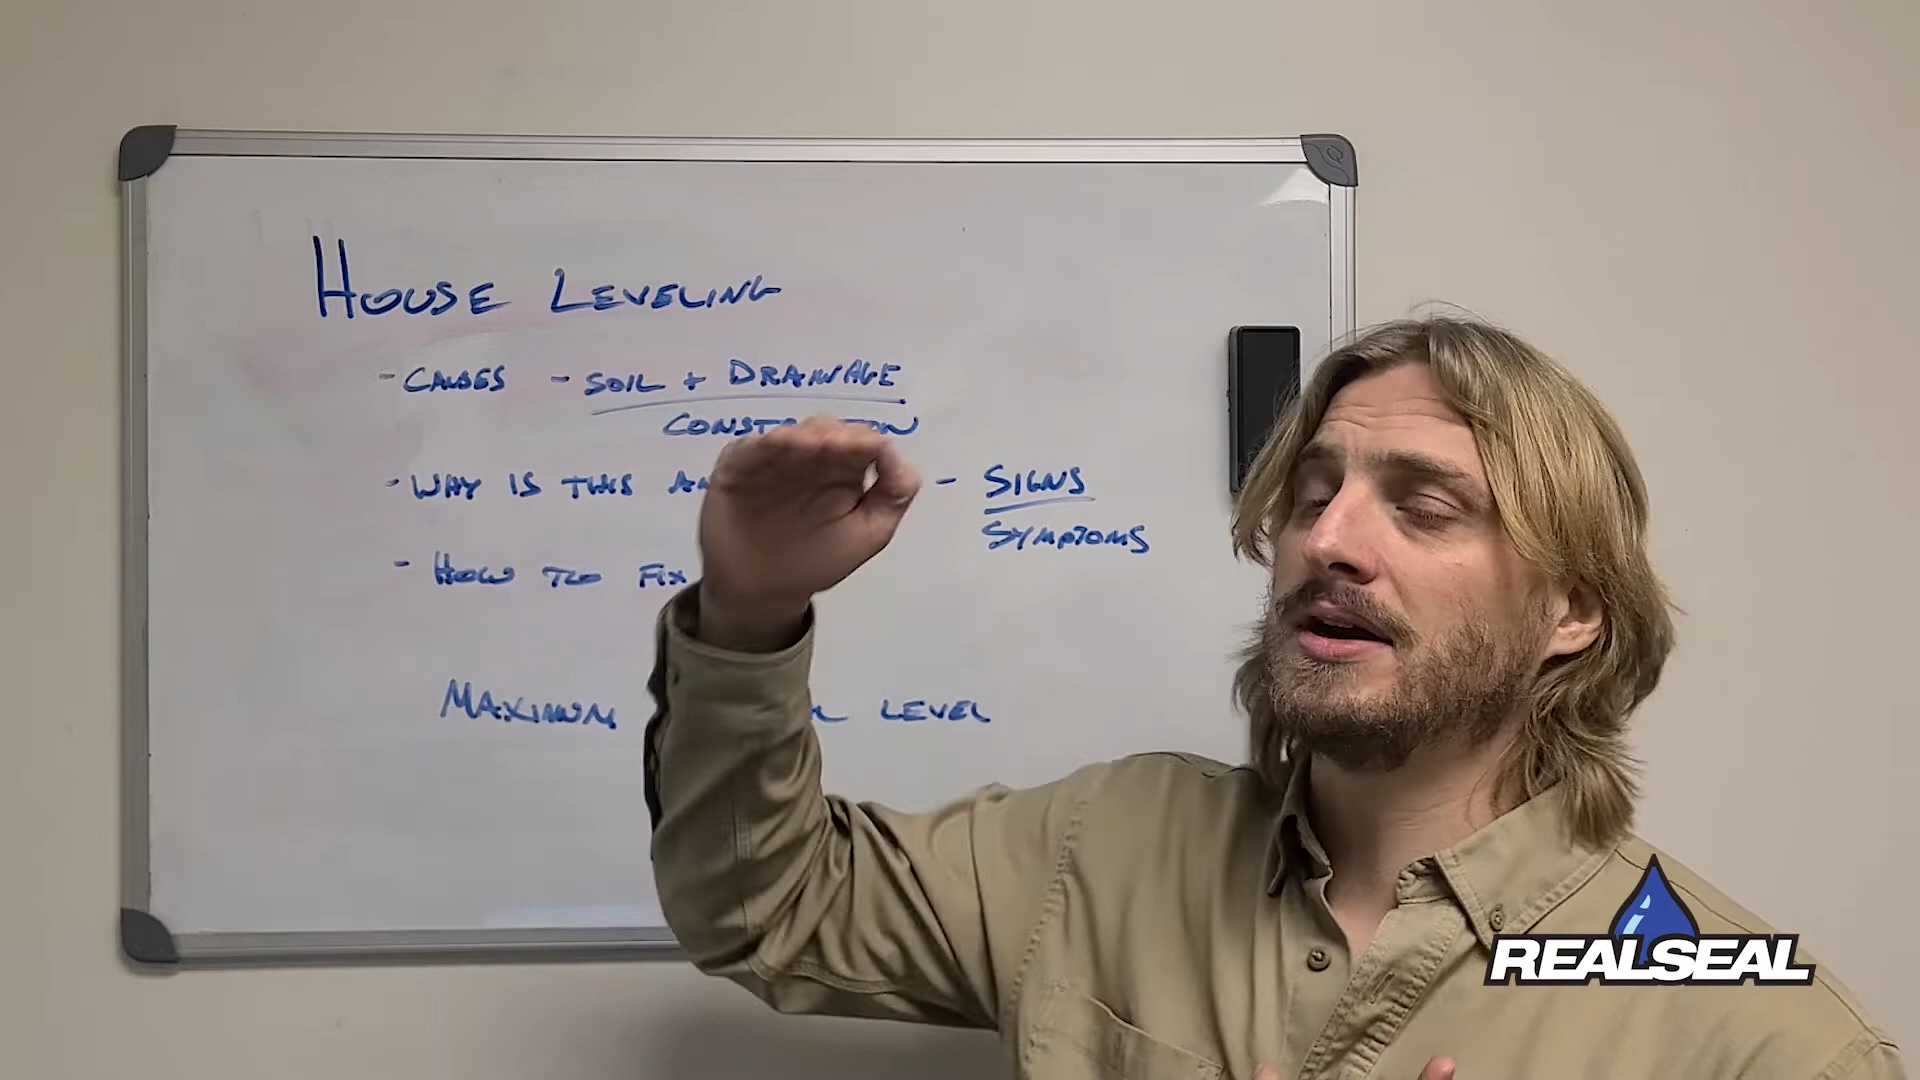 HOUSE LEVELING
- CAUSES - SOIL + DRAINAGE
CONSTRUCTION
- WHY IS THIS - SIGNS
SYMPTOMS
- HOW TO FIX
MAXIMUM LEVEL
REALSEAL